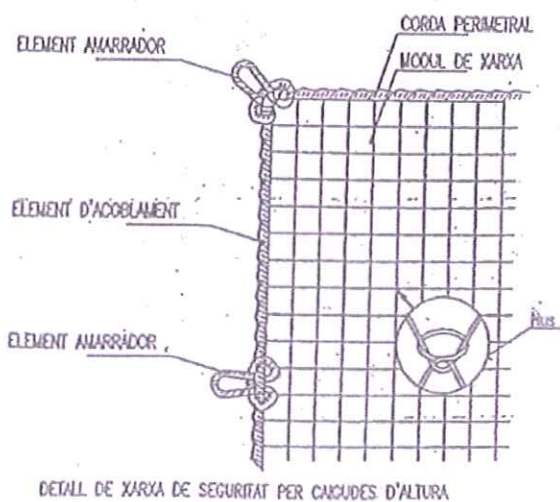 ELEMENT AMARRADOR
CORDA PERIMETRAL
MODUL DE XARXA
ELEMENT D'ACOBLAMENT
ELEMENT AMARRADOR
DETALL DE XARXA DE SEGURITAT PER CAIGUDES D'ALTURA